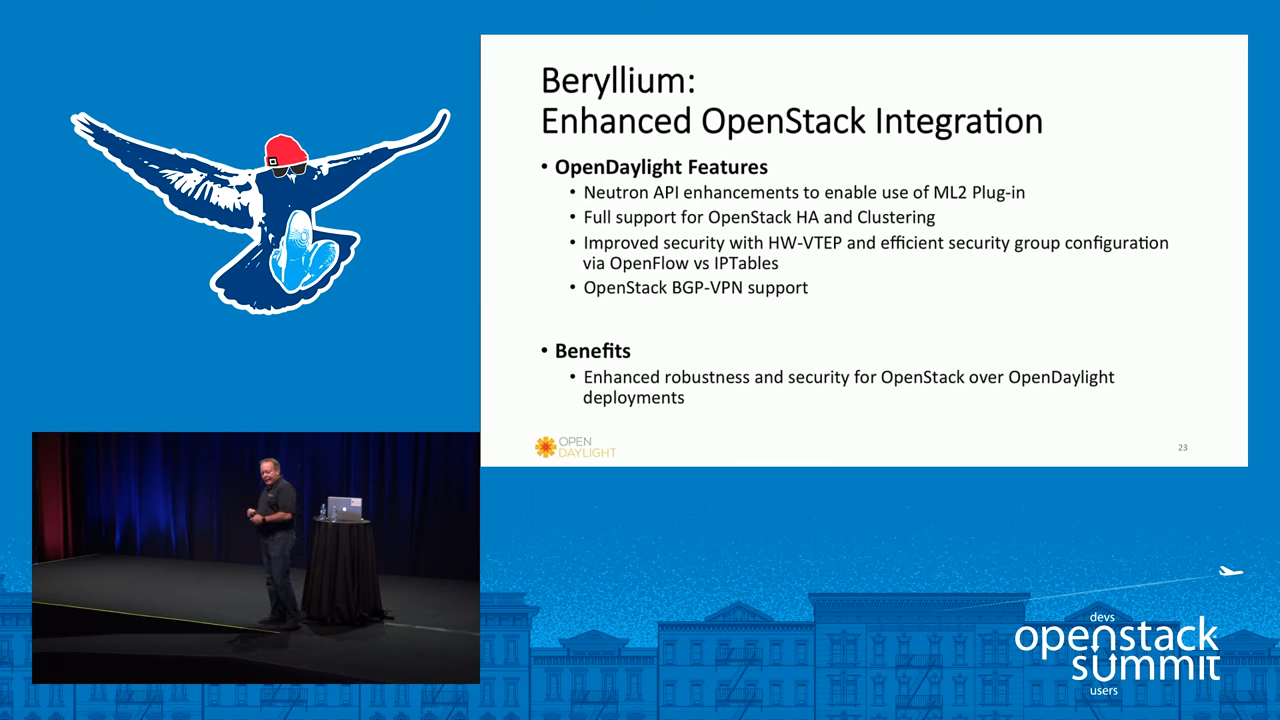 Beryllium:
Enhanced OpenStack Integration
• OpenDaylight Features
• Neutron API enhancements to enable use of ML2 Plug-in
• Full support for OpenStack HA and Clustering
• Improved security with HW-VTEP and efficient security group configuration
via OpenFlow vs IPTables
• OpenStack BGP-VPN support
• Benefits
• Enhanced robustness and security for OpenStack over OpenDaylight
deployments
OPEN
DAYLIGHT
23
devs
openstack
summit
users